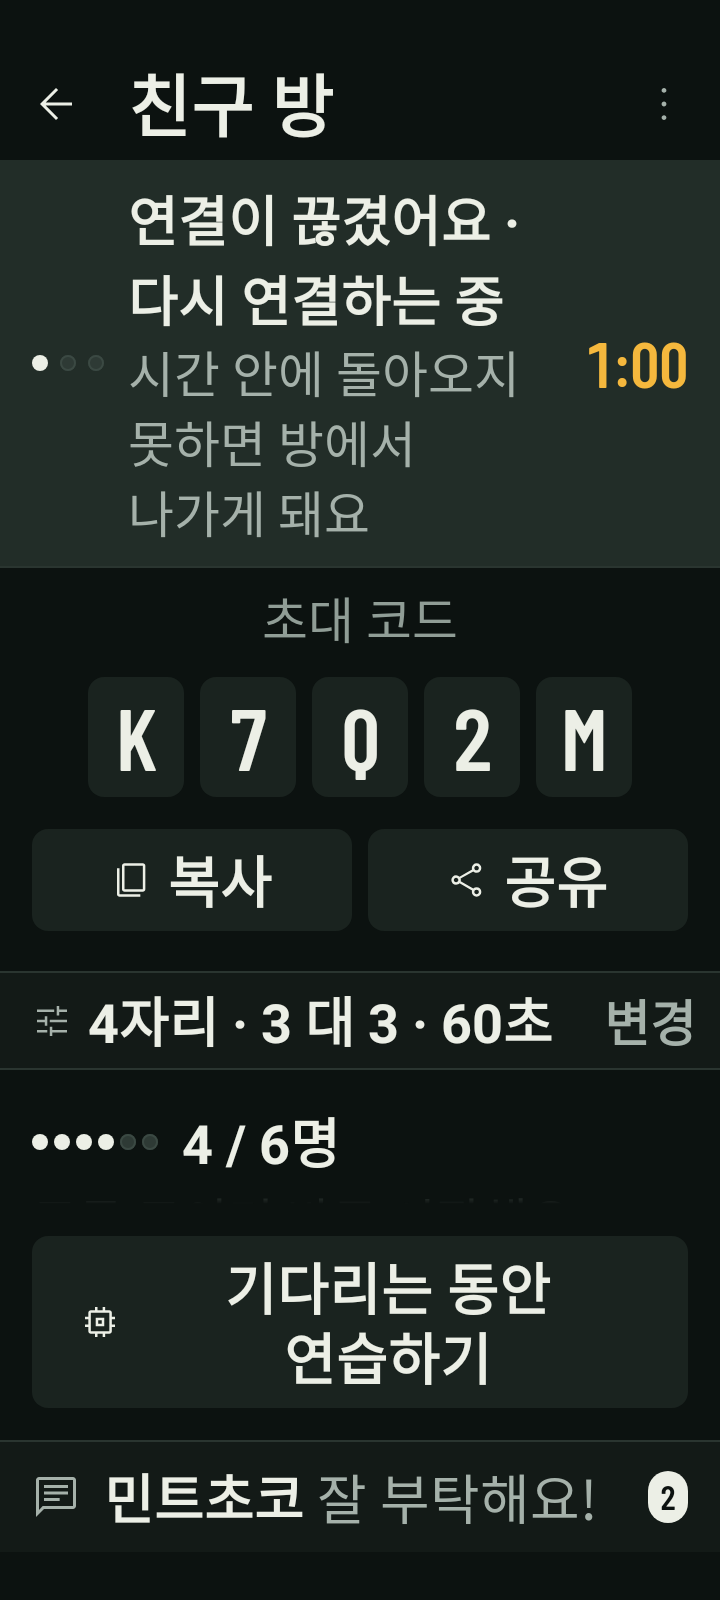 친구 방
연결이 끊겼어요 ·
다시 연결하는 중
시간 안에 돌아오지
못하면 방에서
나가게 돼요
1:00
초대 코드
K 7 Q 2 M
복사
공유
4자리 · 3 대 3 · 60초
변경
4 / 6명
기다리는 동안
연습하기
민트초코 잘 부탁해요!
2